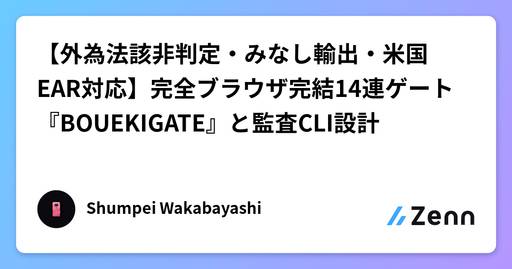 【外為法該非判定・みなし輸出・米国
EAR対応】完全ブラウザ完結14連ゲート
『BOUEKIGATE』と監査CLI設計
Shumpei Wakabayashi
Zenn